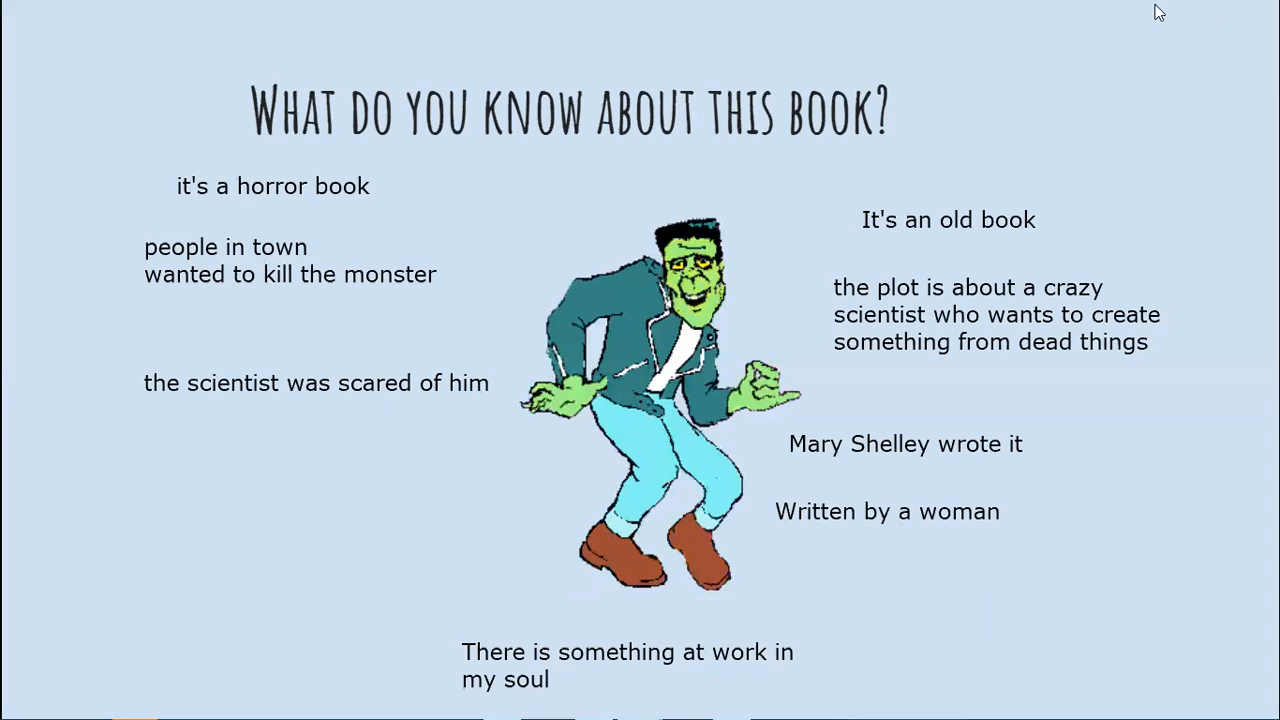 WHAT DO YOU KNOW ABOUT THIS BOOK?
it's a horror book
people in town
wanted to kill the monster
the scientist was scared of him
It's an old book
the plot is about a crazy
scientist who wants to create
something from dead things
Mary Shelley wrote it
Written by a woman
There is something at work in
my soul